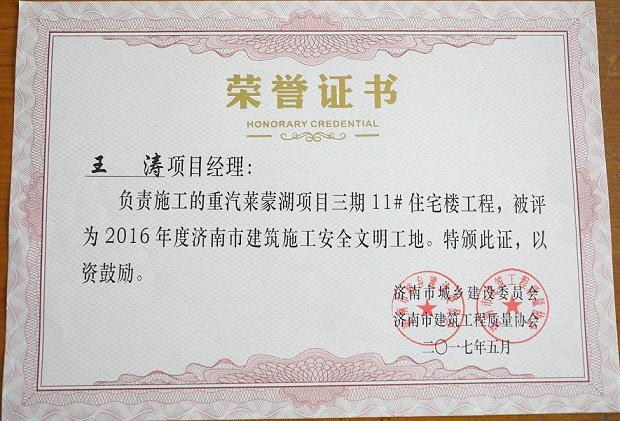 荣誉证书
HONORARY CREDENTIAL
王 涛项目经理：
负责施工的重汽莱蒙湖项目三期11#住宅楼工程，被评
为2016年度济南市建筑施工安全文明工地。特颁此证，以
资鼓励。
济南市城乡建设委员会
济南市建筑工程质量协会
二〇一七年五月